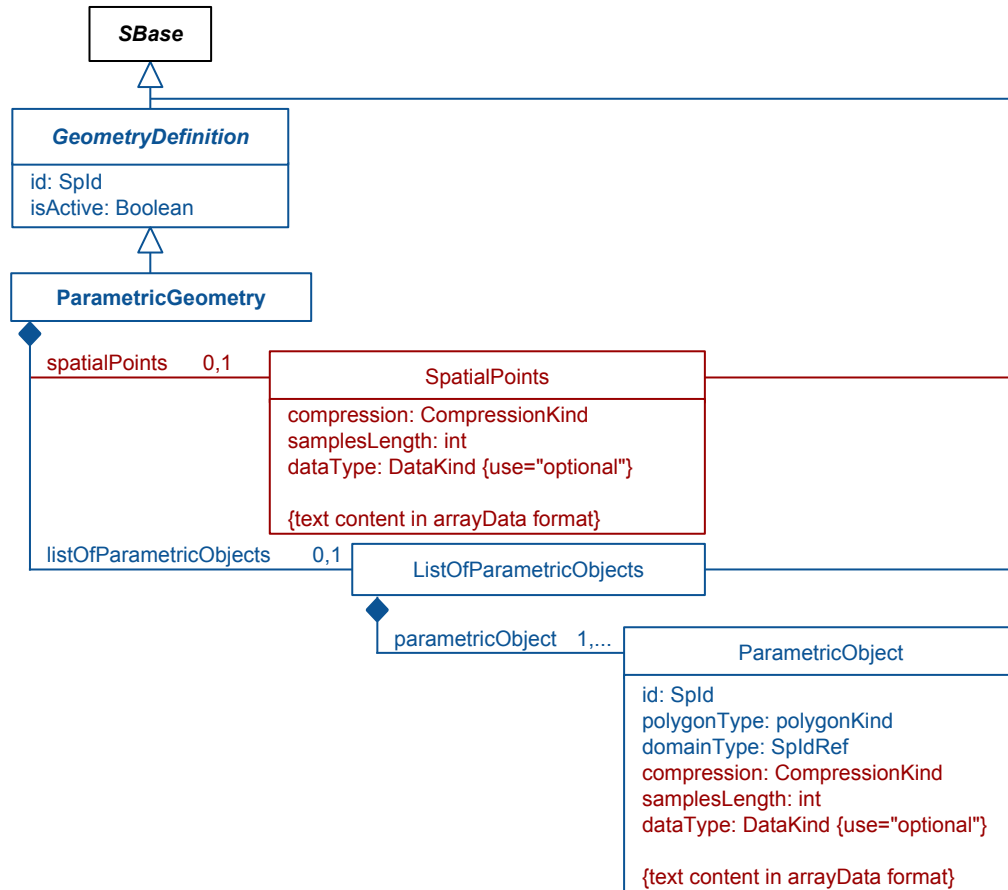 SBase
GeometryDefinition
id: SpId
isActive: Boolean
ParametricGeometry
spatialPoints 0,1
SpatialPoints
compression: CompressionKind
samplesLength: int
dataType: DataKind {use="optional"}
{text content in arrayData format}
listOfParametricObjects 0,1
ListOfParametricObjects
parametricObject 1,...
ParametricObject
id: SpId
polygonType: polygonKind
domainType: SpIdRef
compression: CompressionKind
samplesLength: int
dataType: DataKind {use="optional"}
{text content in arrayData format}